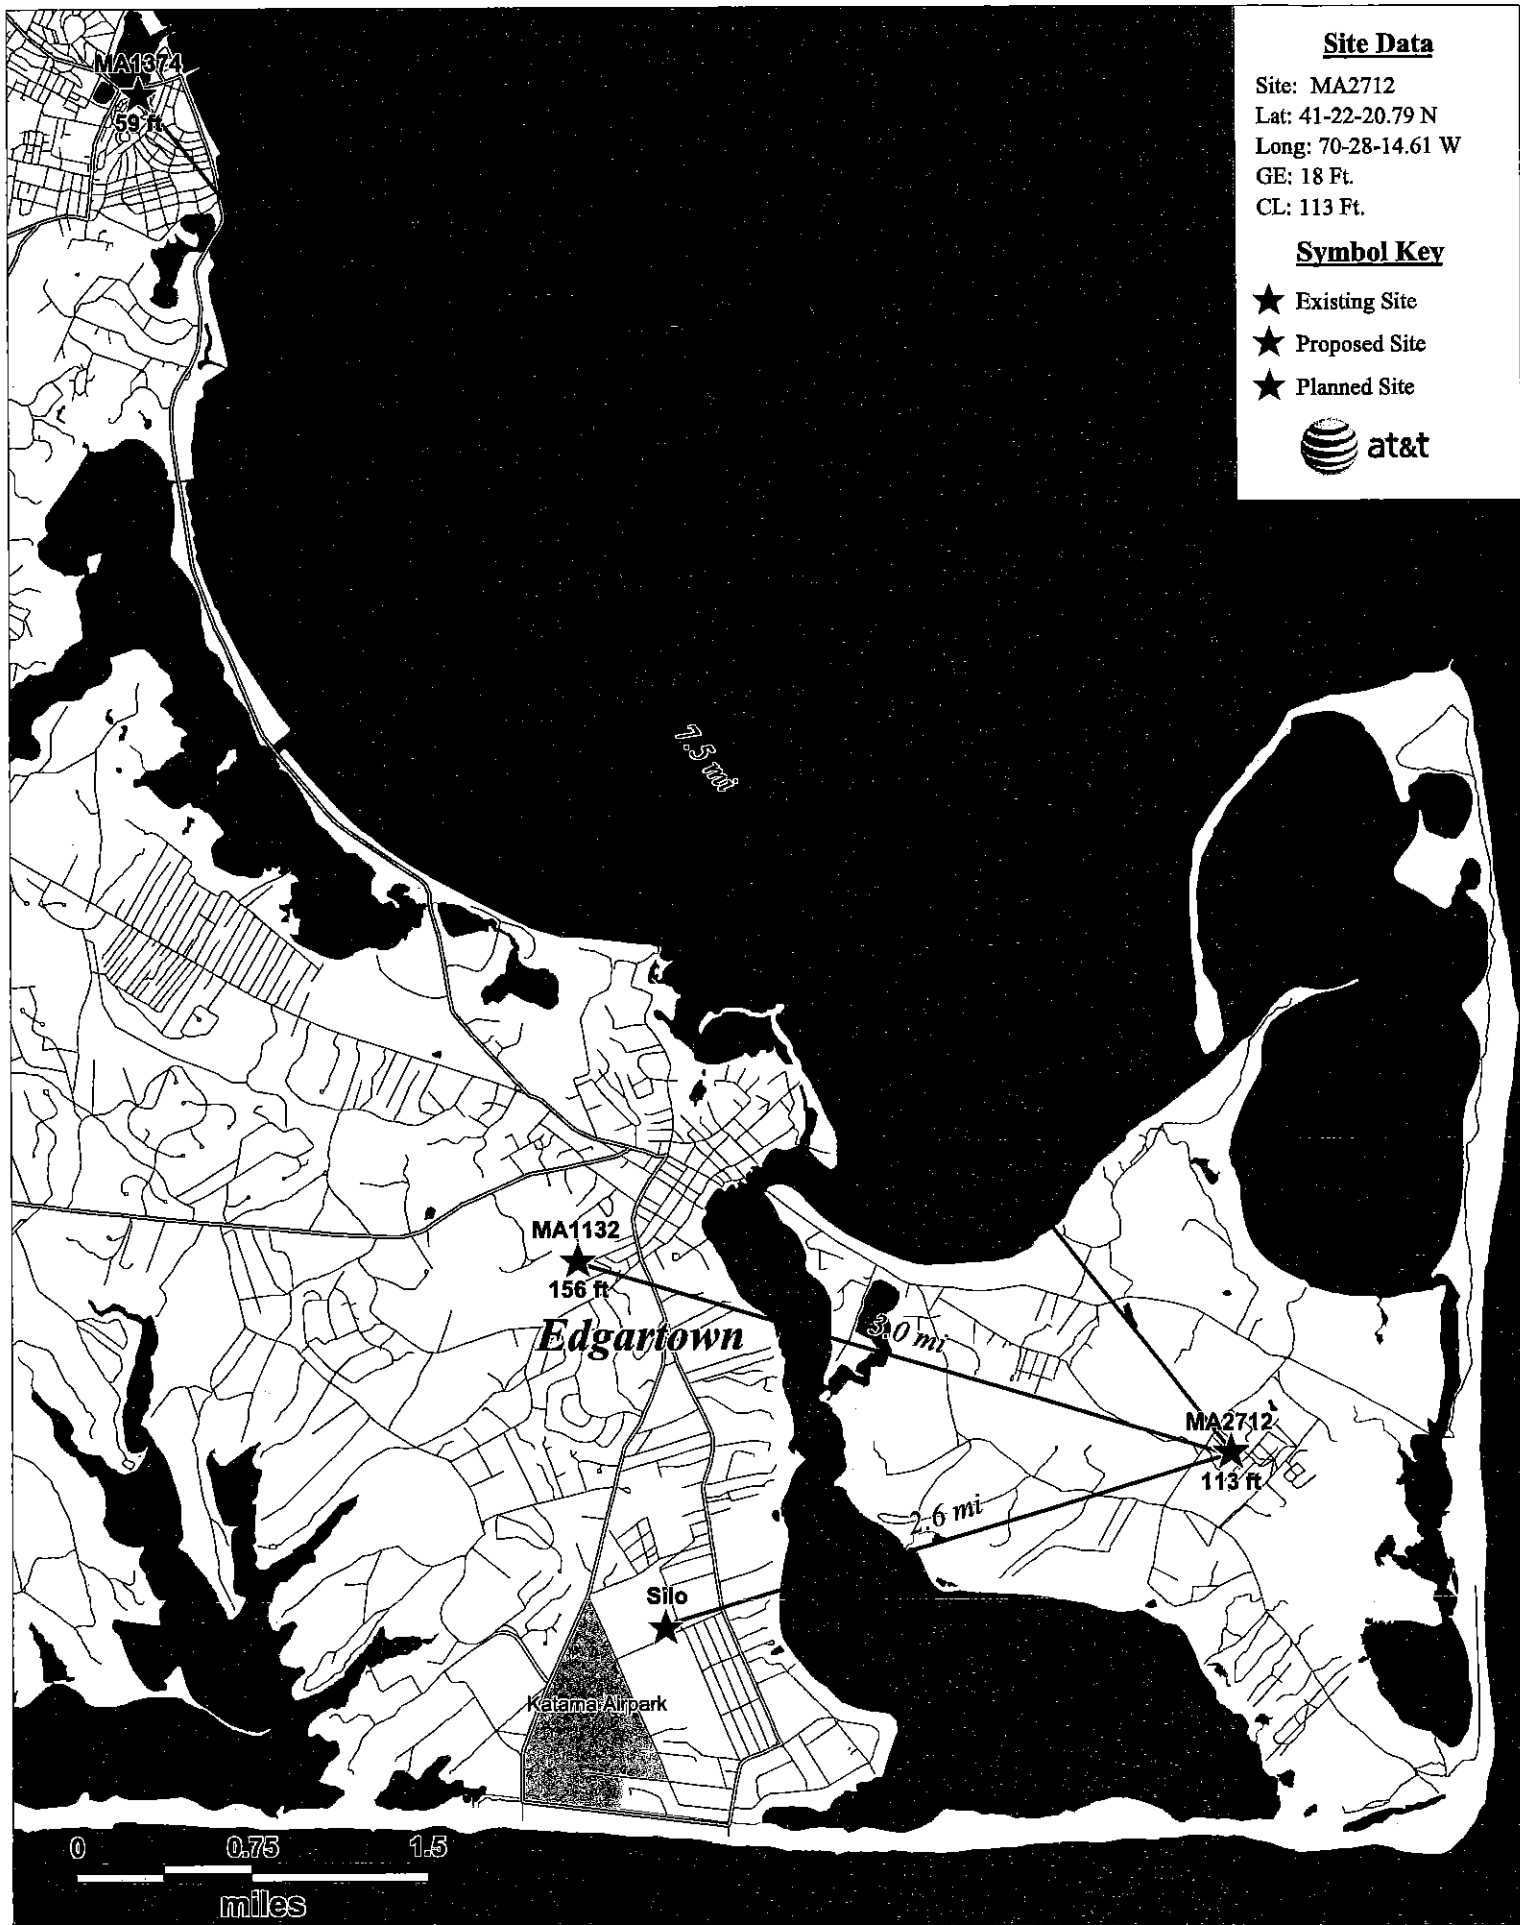 Site Data
Site: MA2712
Lat: 41-22-20.79 N
Long: 70-28-14.61 W
GE: 18 Ft.
CL: 113 Ft.
Symbol Key
Existing Site
Proposed Site
Planned Site
at&t
MA1374
59 ft
7.5 mi
MA1132
156 ft
Edgartown
3.0 mi
MA2712
113 ft
2.6 mi
Silo
Katama Airpark
0 0.75 1.5
miles